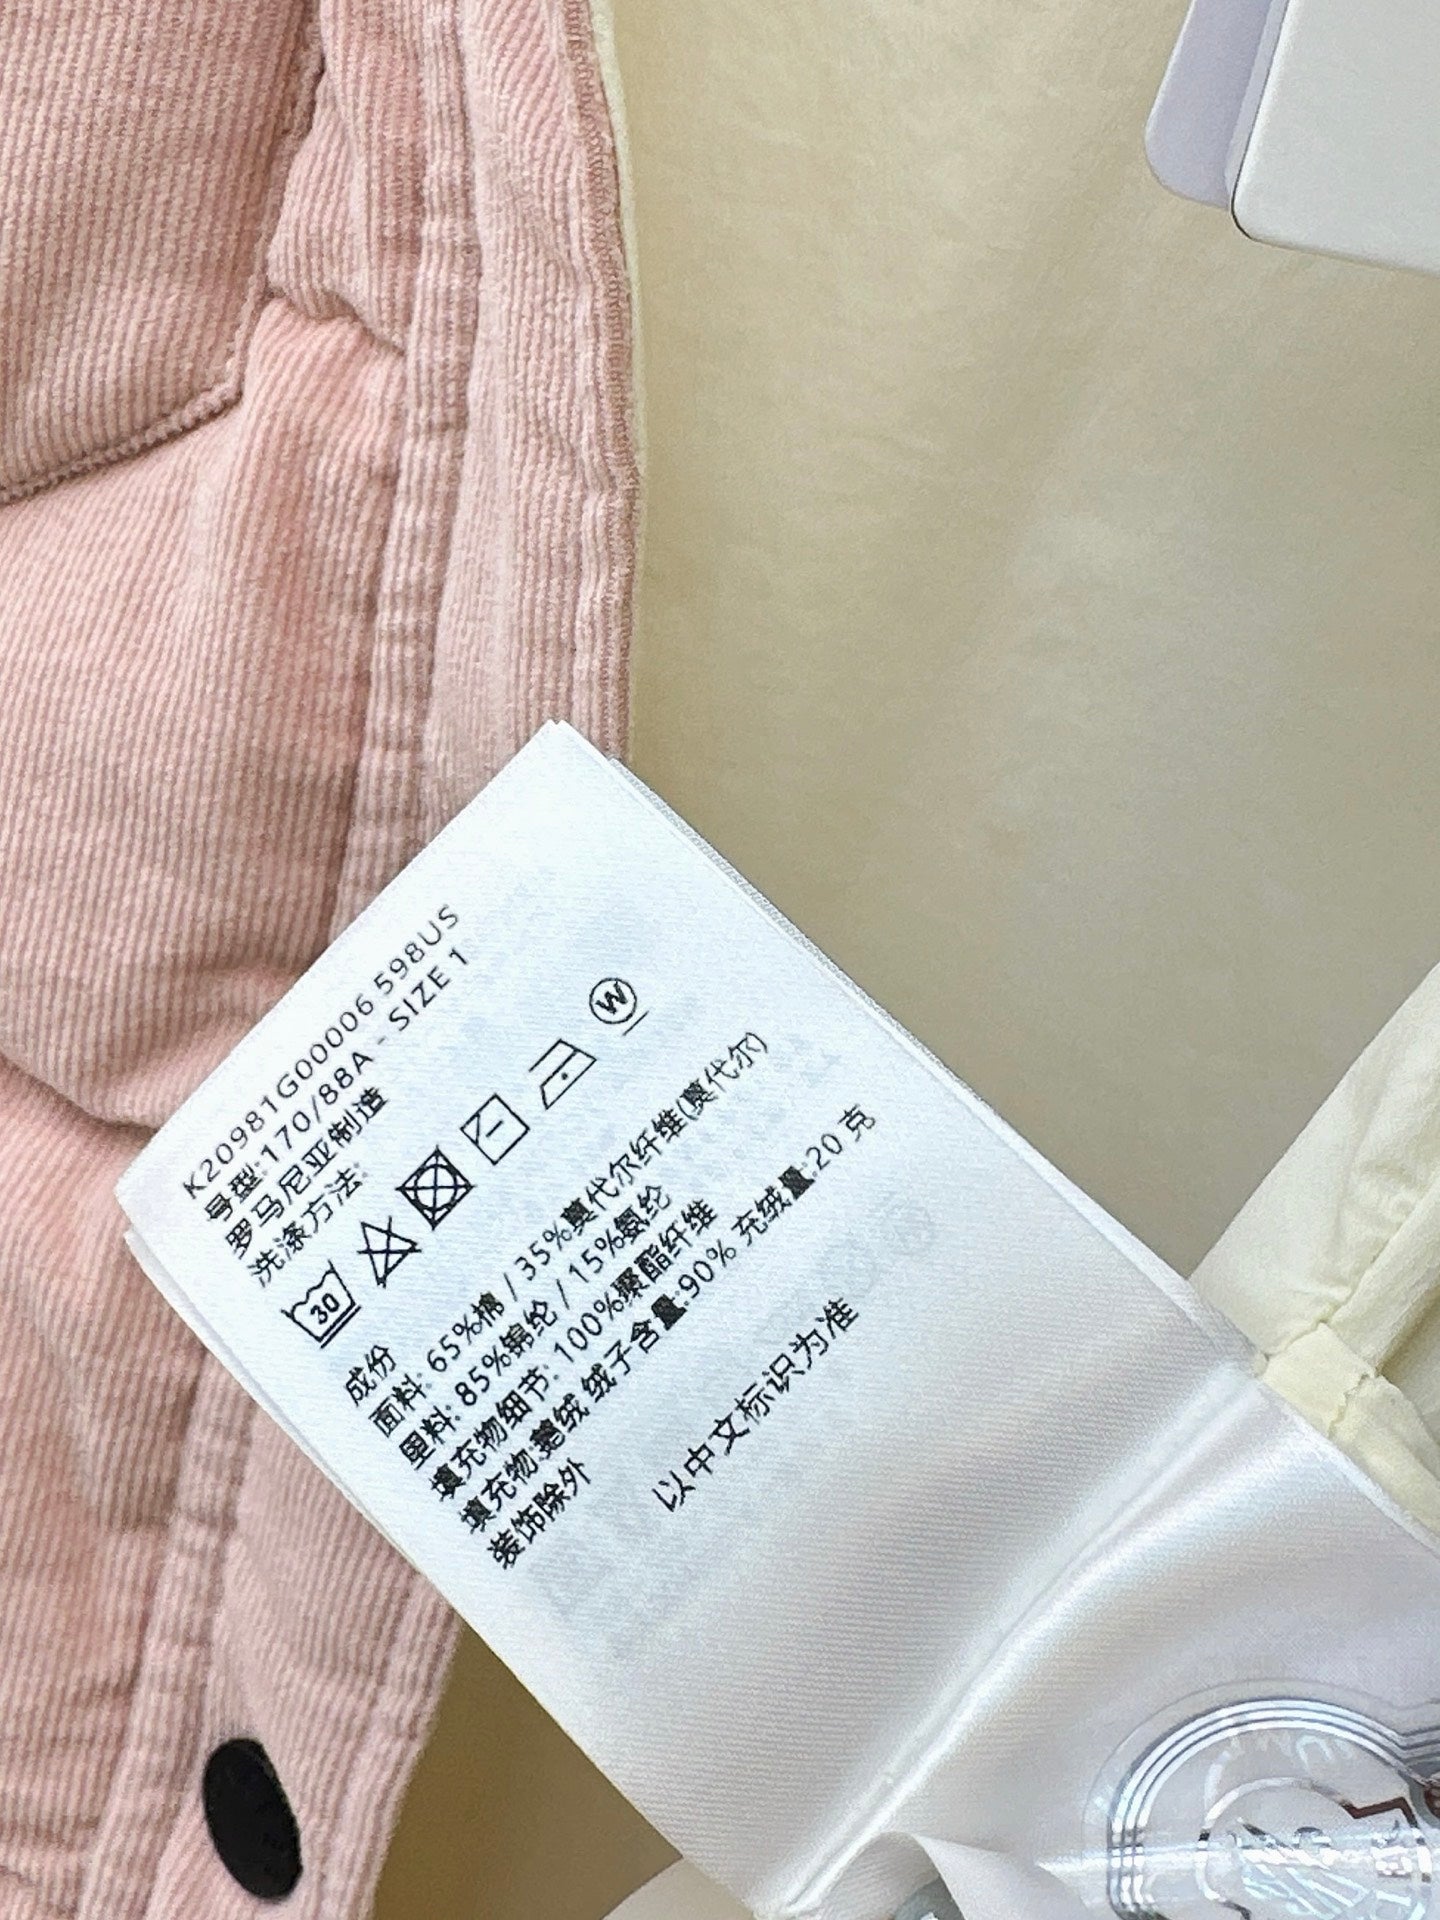 K20981G00006 598US
号型:170/88A - SIZE 1
罗马尼亚制造
洗涤方法:
30
W
成份
面料: 65%棉 / 35%莫代尔纤维(莫代尔)
里料: 85%锦纶 / 15%氨纶
填充物细节: 100%聚酯纤维
填充物:鹅绒 绒子含量:90% 充绒量:20 克
装饰除外
以中文标识为准